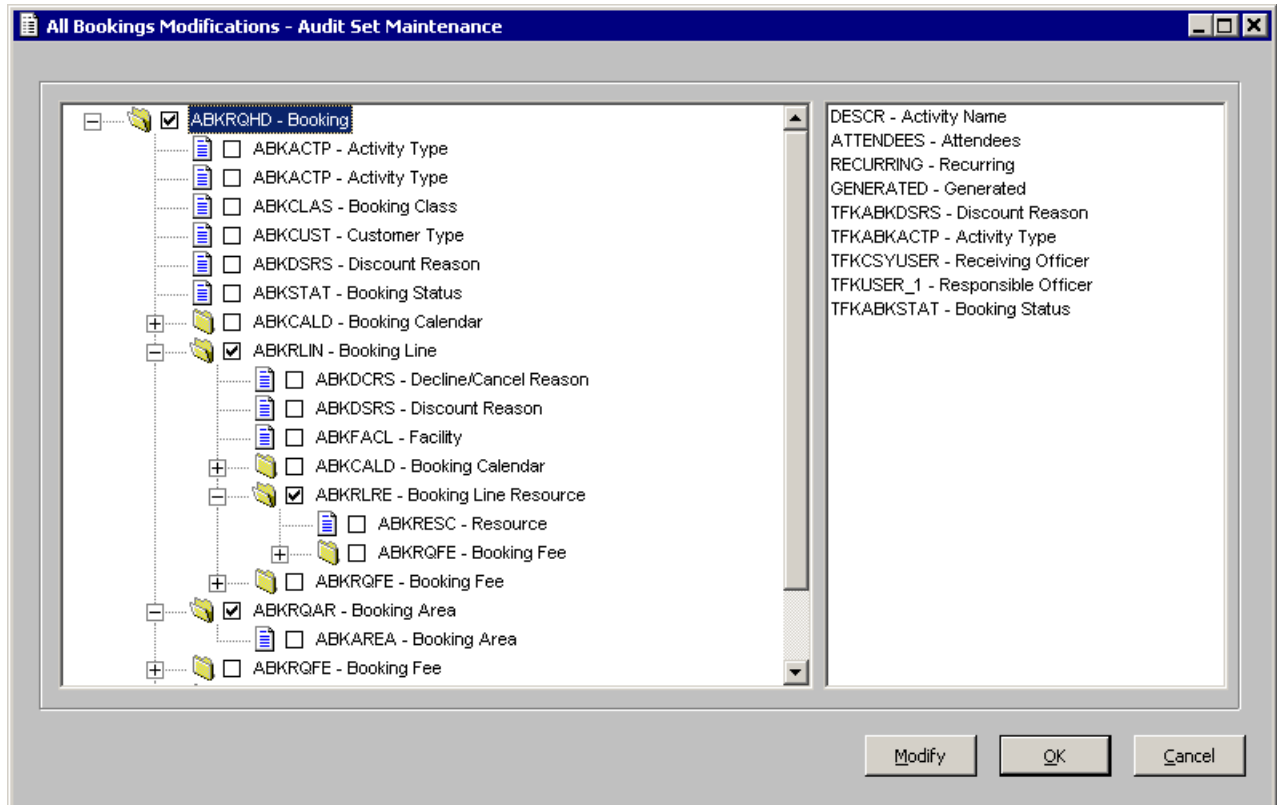 All Bookings Modifications - Audit Set Maintenance
ABKRQHD - Booking
ABKACTP - Activity Type
ABKACTP - Activity Type
ABKCLAS - Booking Class
ABKCUST - Customer Type
ABKDSRS - Discount Reason
ABKSTAT - Booking Status
ABKCALD - Booking Calendar
ABKRLIN - Booking Line
ABKDCRS - Decline/Cancel Reason
ABKDSRS - Discount Reason
ABKFACL - Facility
ABKCALD - Booking Calendar
ABKRLRE - Booking Line Resource
ABKRESC - Resource
ABKRQFE - Booking Fee
ABKRQFE - Booking Fee
ABKRQAR - Booking Area
ABKAREA - Booking Area
ABKRQFE - Booking Fee
DESCR - Activity Name
ATTENDEES - Attendees
RECURRING - Recurring
GENERATED - Generated
TFKABKDSRS - Discount Reason
TFKABKACTP - Activity Type
TFKCSYUSER - Receiving Officer
TFKUSER_1 - Responsible Officer
TFKABKSTAT - Booking Status
Modify
OK
Cancel